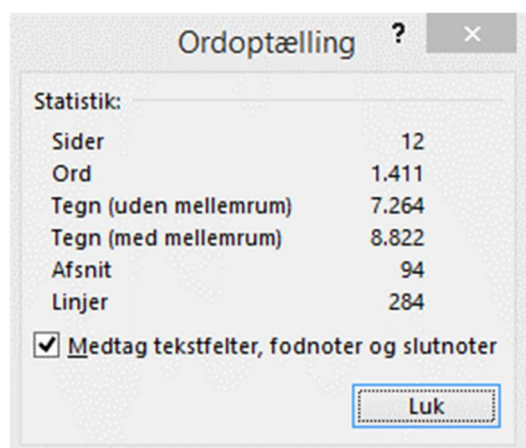 Ordoptælling ? ×
Statistik:
Sider 12
Ord 1.411
Tegn (uden mellemrum) 7.264
Tegn (med mellemrum) 8.822
Afsnit 94
Linjer 284
Medtag tekstfelter, fodnoter og slutnoter
Luk